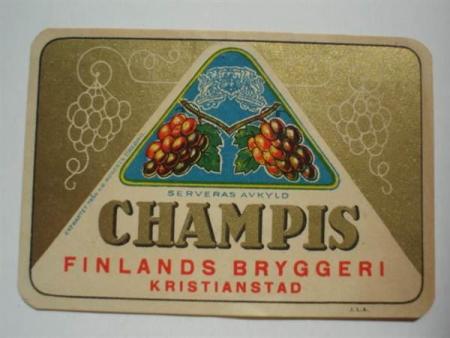 SERVERAS AVKYLD
CHAMPIS
FINLANDS BRYGGERI
KRISTIANSTAD
J. L. A.